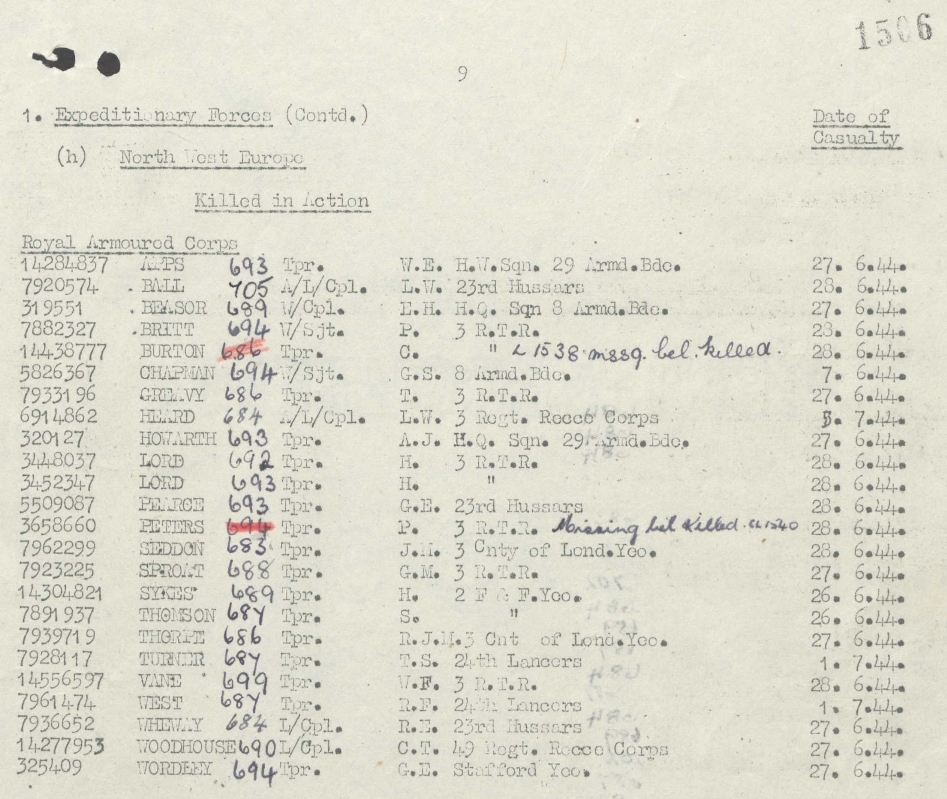 1506
9
1. Expeditionary Forces (Contd.) Date of
Casualty
(h) North West Europe
Killed in Action
Royal Armoured Corps
14284837 APPS 693 Tpr. W.E. H.W.Sqn. 29 Armd.Bde. 27. 6.44.
7920574 BALL 705 A/L/Cpl. L.W. 23rd Hussars 28. 6.44.
319551 BEASOR 689 W/Cpl. E.H. H.Q. Sqn 8 Armd.Bde. 27. 6.44.
7882327 BRITT 694 W/Sjt. P. 3 R.T.R. 28. 6.44.
14438777 BURTON 686 Tpr. C. " L 1538 missg. bel. killed. 28. 6.44.
5826367 CHAPMAN 694 W/Sjt. G.S. 8 Armd.Bde. 7. 6.44.
7933196 GREAVY 686 Tpr. T. 3 R.T.R. 27. 6.44.
6914862 HEARD 684 A/L/Cpl. L.W. 3 Regt. Recce Corps 7.44.
320127 HOWARTH 693 Tpr. A.J. H.Q. Sqn. 29 Armd.Bde. 27. 6.44.
3448037 LORD 692 Tpr. H. 3 R.T.R. 28. 6.44.
3452347 LORD 693 Tpr. H. " 28. 6.44.
5509087 PEARCE 693 Tpr. G.E. 23rd Hussars 28. 6.44.
3658660 PETERS 694 Tpr. P. 3 R.T.R. Missing bel Killed. CL 1540 28. 6.44.
7962299 SEDDON 683 Tpr. J.M. 3 Cnty of Lond.Yeo. 28. 6.44.
7923225 SPROAT 688 Tpr. G.M. 3 R.T.R. 27. 6.44.
14304821 SYKES 689 Tpr. H. 2 F & F.Yeo. 26. 6.44.
7891937 THOMSON 687 Tpr. S. " 26. 6.44.
7939719 THORPE 686 Tpr. R.J.M. 3 Cnt of Lond.Yeo. 27. 6.44.
7928117 TURNER 687 Tpr. T.S. 24th Lancers 1. 7.44.
14556597 VANE 699 Tpr. W.F. 3 R.T.R. 28. 6.44.
7961474 WEST 687 Tpr. R.F. 24th Lancers 1. 7.44.
7936652 WHEWAY 684 L/Cpl. R.E. 23rd Hussars 27. 6.44.
14277953 WOODHOUSE 690 L/Cpl. C.T. 49 Regt. Recce Corps 27. 6.44.
325409 WORDLEY 694 Tpr. G.E. Stafford Yeo. 27. 6.44.